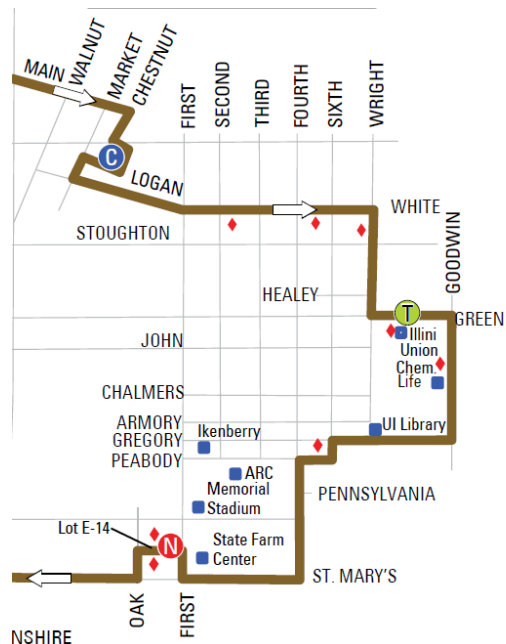 MAIN
WALNUT
MARKET
CHESTNUT
FIRST
SECOND
THIRD
FOURTH
SIXTH
WRIGHT
C
LOGAN
WHITE
STOUGHTON
GOODWIN
HEALEY
T
GREEN
Illini
Union
JOHN
Chem.
Life
CHALMERS
ARMORY
Ikenberry
UI Library
GREGORY
PEABODY
ARC
Memorial
Stadium
PENNSYLVANIA
Lot E-14
N
State Farm
Center
ST. MARY'S
OAK
FIRST
NSHIRE